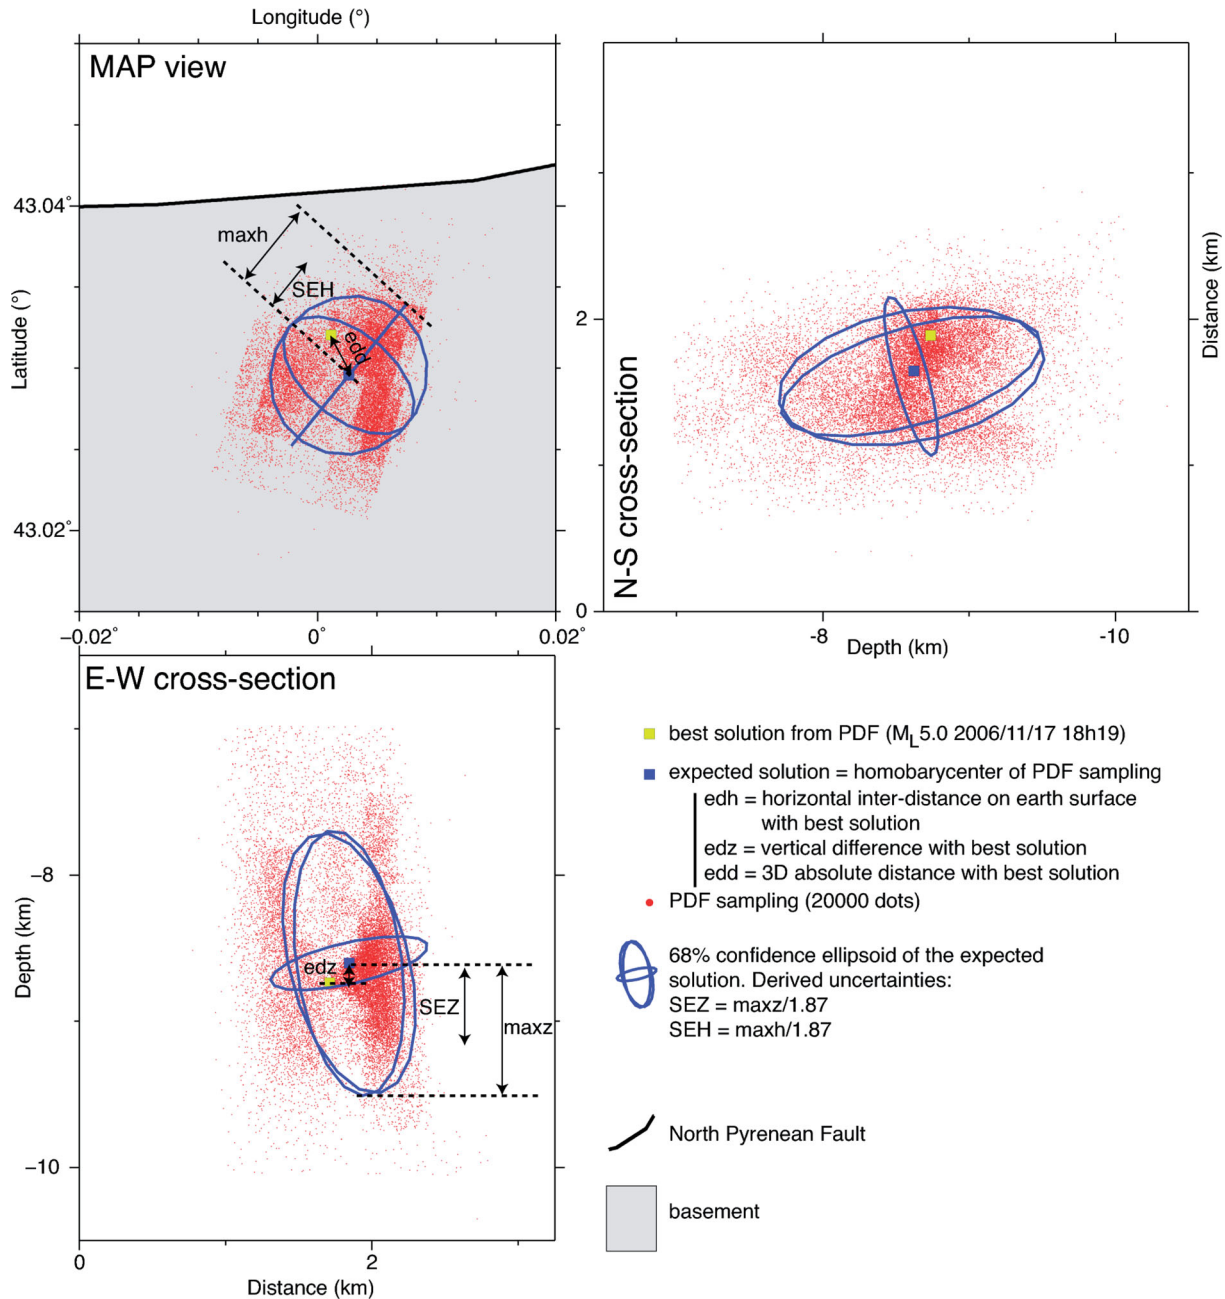 Longitude (°)
MAP view
43.04°
maxh
SEH
edd
Latitude (°)
43.02°
−0.02°
0°
0.02°
N-S cross-section
2
0
Distance (km)
-8
-10
Depth (km)
E-W cross-section
−8
−10
Depth (km)
edz
SEZ
maxz
0
2
Distance (km)
best solution from PDF (ML5.0 2006/11/17 18h19)
expected solution = homobarycenter of PDF sampling
edh = horizontal inter-distance on earth surface
with best solution
edz = vertical difference with best solution
edd = 3D absolute distance with best solution
PDF sampling (20000 dots)
68% confidence ellipsoid of the expected
solution. Derived uncertainties:
SEZ = maxz/1.87
SEH = maxh/1.87
North Pyrenean Fault
basement